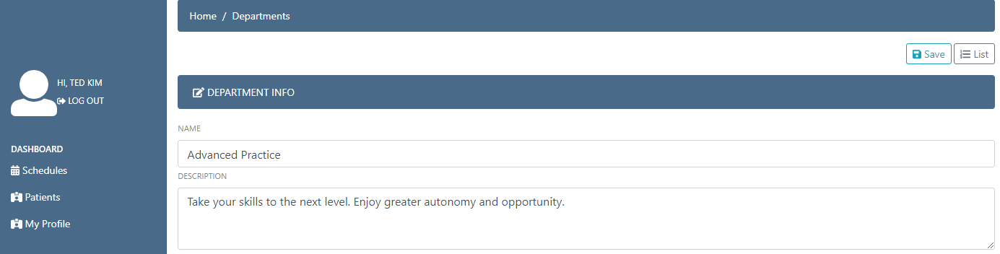 Home / Departments
Save List
HI, TED KIM
LOG OUT
DEPARTMENT INFO
NAME
Advanced Practice
DASHBOARD
Schedules
Patients
My Profile
DESCRIPTION
Take your skills to the next level. Enjoy greater autonomy and opportunity.